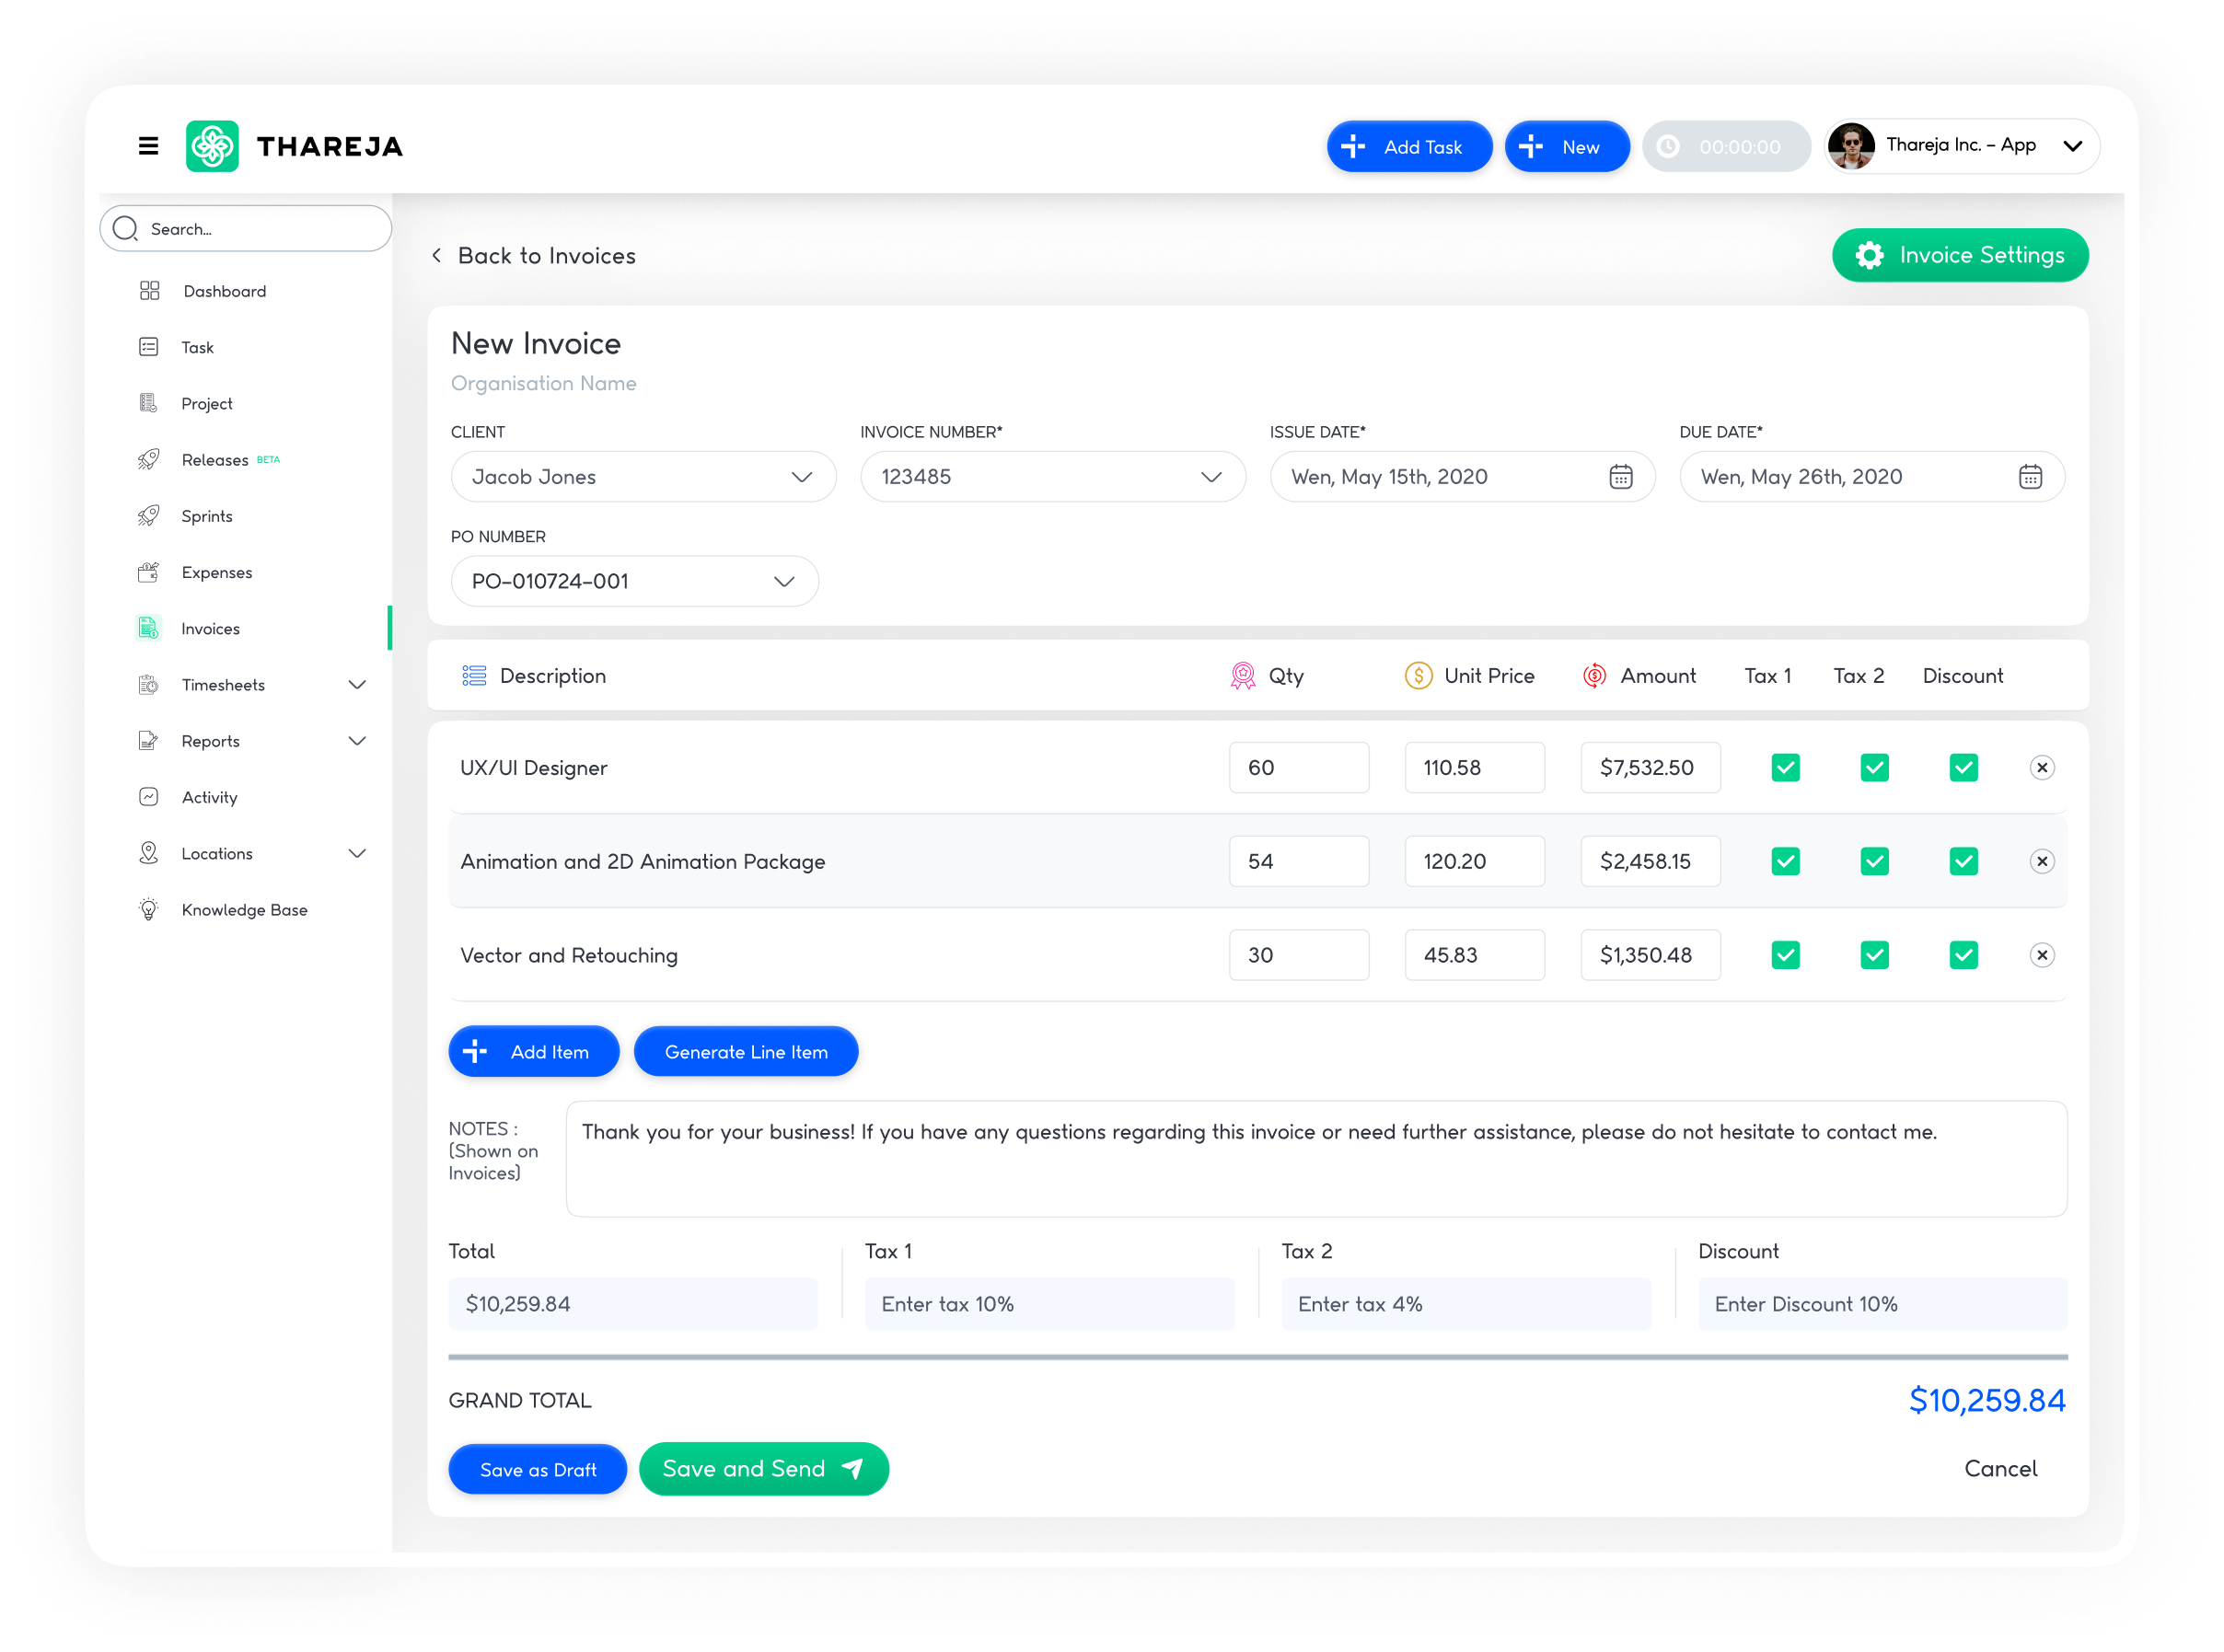 THAREJA
Add Task
New
00:00:00
Thareja Inc. – App
Search...
Dashboard
Task
Project
Releases BETA
Sprints
Expenses
Invoices
Timesheets
Reports
Activity
Locations
Knowledge Base
Back to Invoices
Invoice Settings
New Invoice
Organisation Name
CLIENT INVOICE NUMBER* ISSUE DATE* DUE DATE*
Jacob Jones 123485 Wen, May 15th, 2020 Wen, May 26th, 2020
PO NUMBER
PO-010724-001
Description Qty Unit Price Amount Tax 1 Tax 2 Discount
UX/UI Designer 60 110.58 $7,532.50
Animation and 2D Animation Package 54 120.20 $2,458.15
Vector and Retouching 30 45.83 $1,350.48
Add Item Generate Line Item
NOTES :
(Shown on
Invoices)
Thank you for your business! If you have any questions regarding this invoice or need further assistance, please do not hesitate to contact me.
Total Tax 1 Tax 2 Discount
$10,259.84 Enter tax 10% Enter tax 4% Enter Discount 10%
GRAND TOTAL $10,259.84
Save as Draft Save and Send Cancel